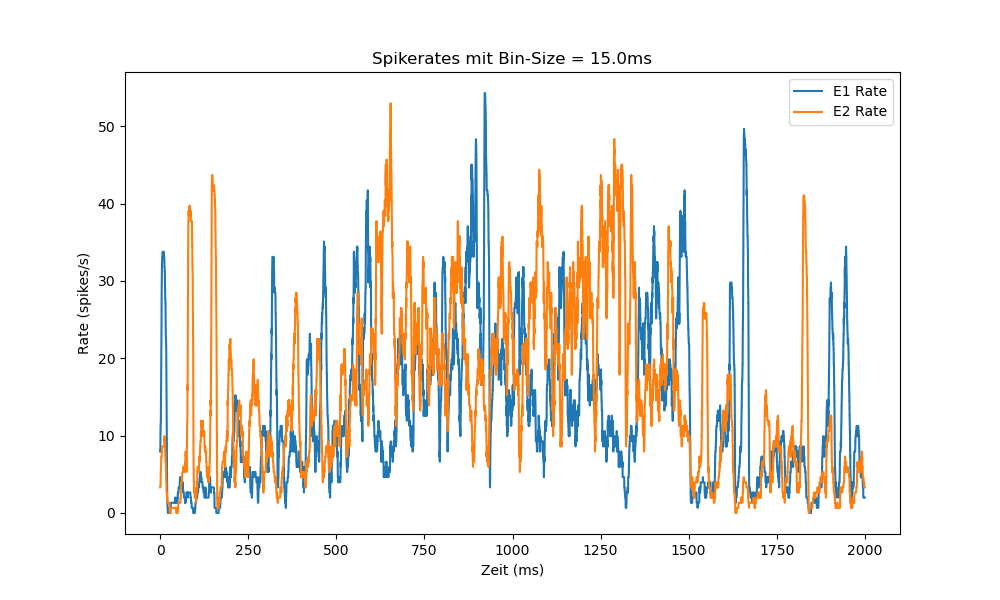 Spikerates mit Bin-Size = 15.0ms
E1 Rate
E2 Rate
50
40
30
20
10
0
Rate (spikes/s)
0 250 500 750 1000 1250 1500 1750 2000
Zeit (ms)